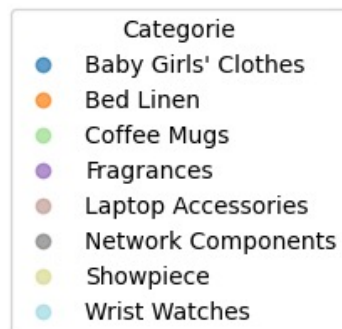 Categorie
Baby Girls' Clothes
Bed Linen
Coffee Mugs
Fragrances
Laptop Accessories
Network Components
Showpiece
Wrist Watches